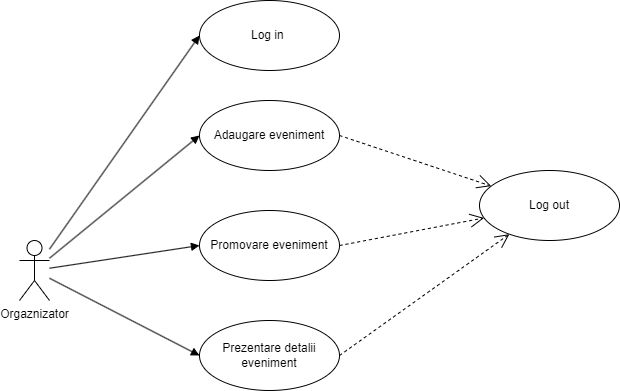 Log in
Adaugare eveniment
Log out
Promovare eveniment
Orgaznizator
Prezentare detalii
eveniment